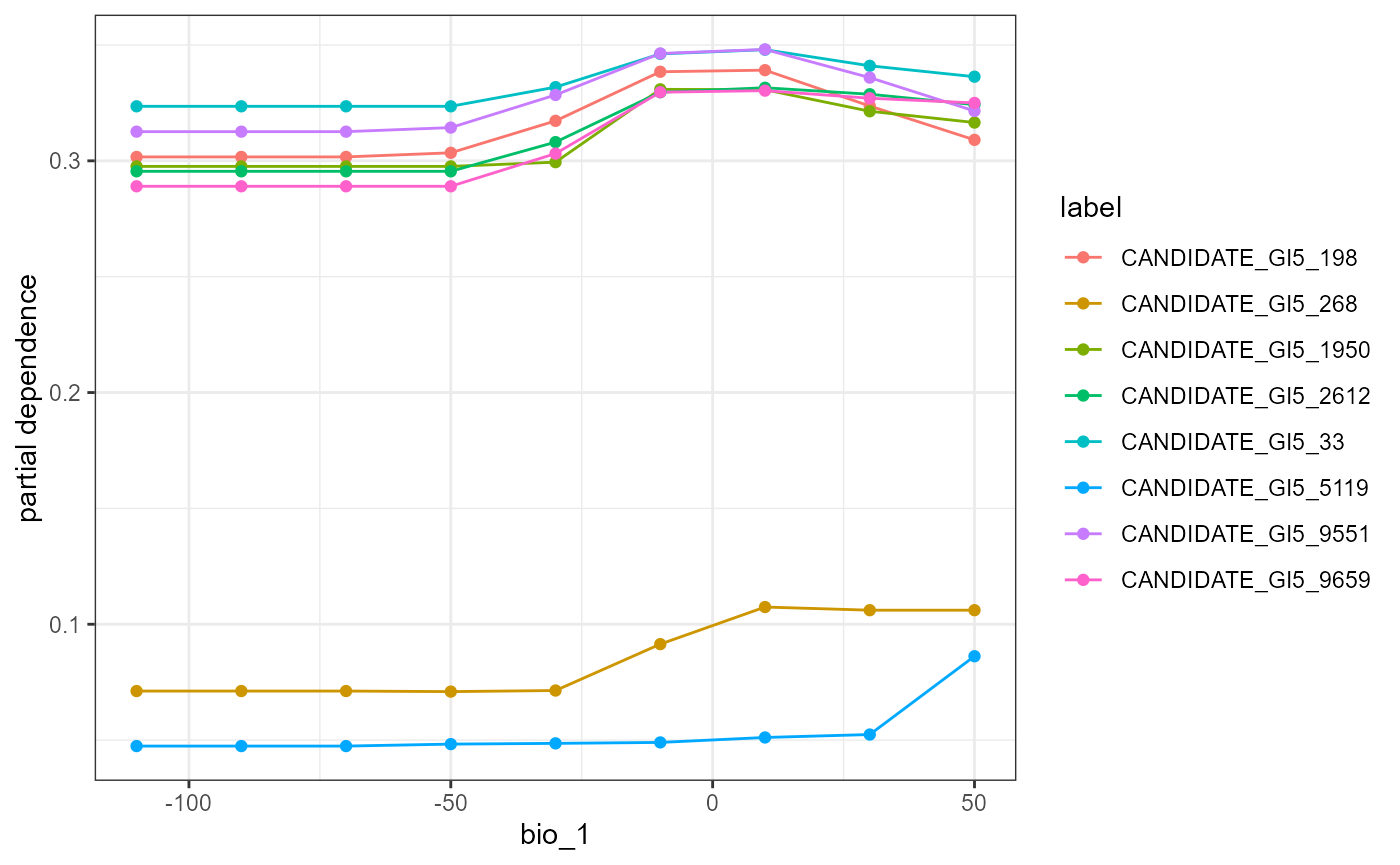 partial dependence
0.3
0.2
0.1
-100
-50
0
50
bio_1
label
CANDIDATE_GI5_198
CANDIDATE_GI5_268
CANDIDATE_GI5_1950
CANDIDATE_GI5_2612
CANDIDATE_GI5_33
CANDIDATE_GI5_5119
CANDIDATE_GI5_9551
CANDIDATE_GI5_9659